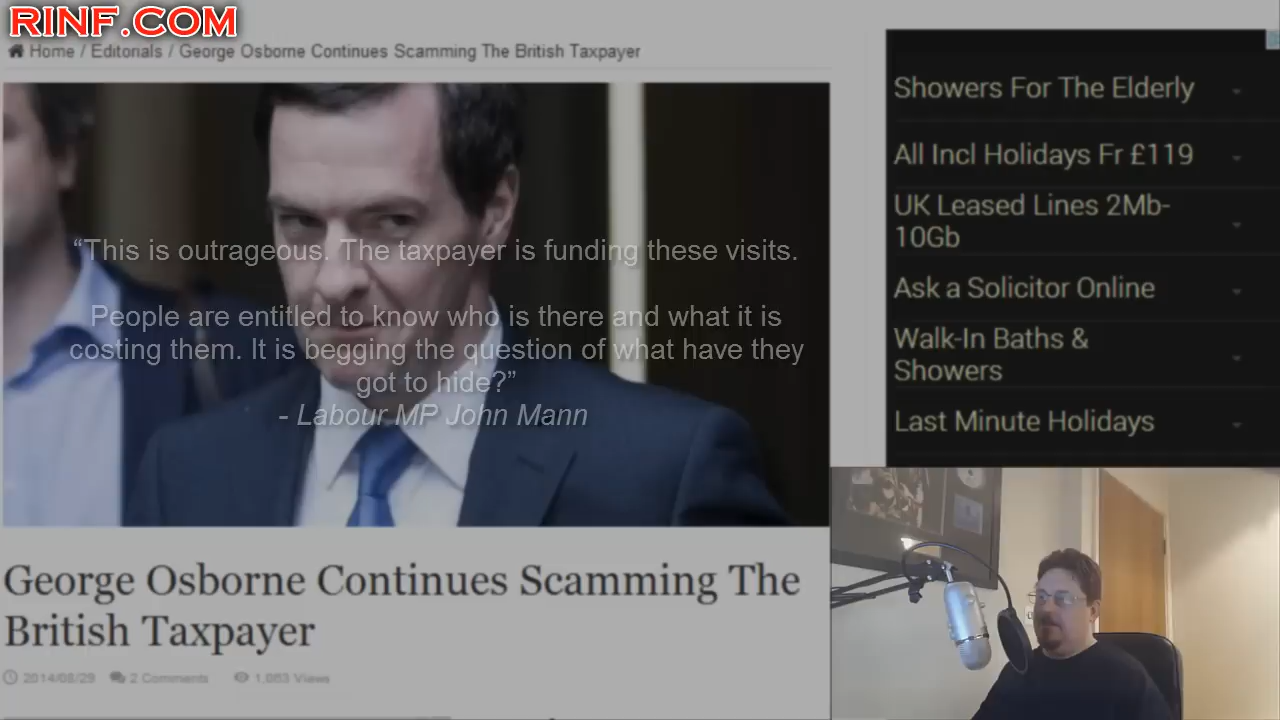 RINF.COM
Home / Editorials / George Osborne Continues Scamming The British Taxpayer
“This is outrageous. The taxpayer is funding these visits.
People are entitled to know who is there and what it is
costing them. It is begging the question of what have they
got to hide?”
- Labour MP John Mann
George Osborne Continues Scamming The
British Taxpayer
2014/08/29 2 Comments 1,063 Views
Showers For The Elderly
All Incl Holidays Fr £119
UK Leased Lines 2Mb-
10Gb
Ask a Solicitor Online
Walk-In Baths &
Showers
Last Minute Holidays